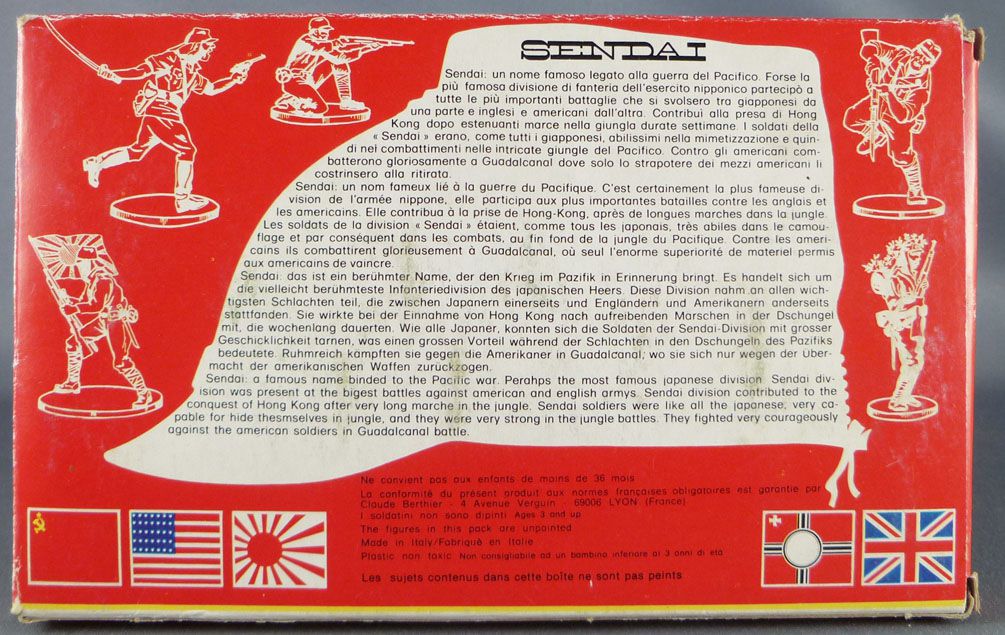 SENDAI
Sendai: un nome famoso legato alla guerra del Pacifico. Forse la
più famosa divisione di fanteria dell'esercito nipponico partecipò a
tutte le più importanti battaglie che si svolsero tra giapponesi da
una parte e inglesi e americani dall'altra. Contribuì alla presa di Hong
Kong dopo estenuanti marce nella giungla durate settimane. I soldati della
« Sendai » erano, come tutti i giapponesi, abilissimi nella mimetizzazione e quin-
di nei combattimenti nelle intricate giungle del Pacifico. Contro gli americani com-
batterono gloriosamente a Guadalcanal dove solo lo strapotere dei mezzi americani li
costrinsero alla ritirata.
Sendai: un nom fameux lié à la guerre du Pacifique. C'est certainement la plus fameuse di-
vision de l'armée nippone, elle participa aux plus importantes batailles contre les anglais et
les americains. Elle contribua à la prise de Hong-Kong, après de longues marches dans la jungle.
Les soldats de la division « Sendai » étaient, comme tous les japonais, très abiles dans le camou-
flage et par conséquent dans les combats, au fin fond de la jungle du Pacifique. Contre les ameri-
cains ils combattirent glorieusement à Guadalcanal, où seul l'enorme superiorité de materiel permis
aux americains de vaincre.
Sendai: das ist ein berühmter Name, der den Krieg im Pazifik in Erinnerung bringt. Es handelt sich um
die vielleicht berühmteste Infanteriedivision des japanischen Heers. Diese Division nahm an allen wich-
tigsten Schlachten teil, die zwischen Japanern einerseits und Engländern und Amerikanern anderseits
stattfanden. Sie wirkte bei der Einnahme von Hong Kong nach aufreibenden Marschen in der Dschungel
mit, die wochenlang dauerten. Wie alle Japaner, konnten sich die Soldaten der Sendai-Division mit grosser
Geschicklichkeit tarnen, was einen grossen Vorteil während der Schlachten in den Dschungel des Pazifiks
bedeutete. Ruhmreich kämpften sie gegen die Amerikaner in Guadalcanal, wo sie sich nur wegen der Über-
macht der amerikanischen Waffen zurückzogen.
Sendai: a famous name binded to the Pacific war. Perahps the most famous japanese division Sendai div-
ision was present at the bigest battles against american and english armys. Sendai division contributed to the
conquest of Hong Kong after very long marche in the jungle. Sendai soldiers were like all the japanese, very ca-
pable for hide thesmselves in jungle, and they were very strong in the jungle battles. They fighted very courageously
against the american soldiers in Guadalcanal battle.
Ne convient pas aux enfants de moins de 36 mois
La conformité du présent produit aux normes françaises obligatoires est garantie par
Claude Berthier - 4 Avenue Verguin - 69006 LYON (France)
I soldatini non sono dipinti Ages 3 and up
The figures in this pack are unpainted
Made in Italy/Fabriqué en Italie
Plastic non toxic Non consigliabile ad un bambino inferiore ai 3 anni di età
Les sujets contenus dans cette boîte ne sont pas peints